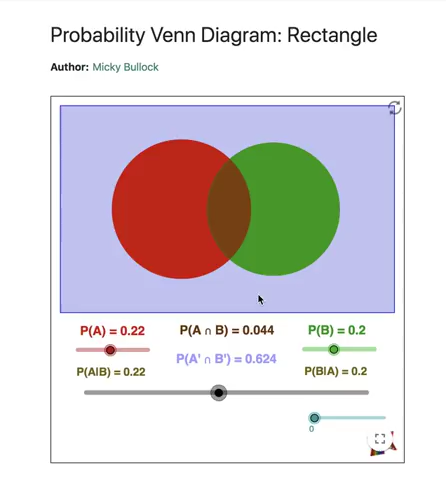 Probability Venn Diagram: Rectangle
Author: Micky Bullock
P(A) = 0.22 P(A ∩ B) = 0.044 P(B) = 0.2
P(A' ∩ B') = 0.624
P(A|B) = 0.22 P(B|A) = 0.2
0